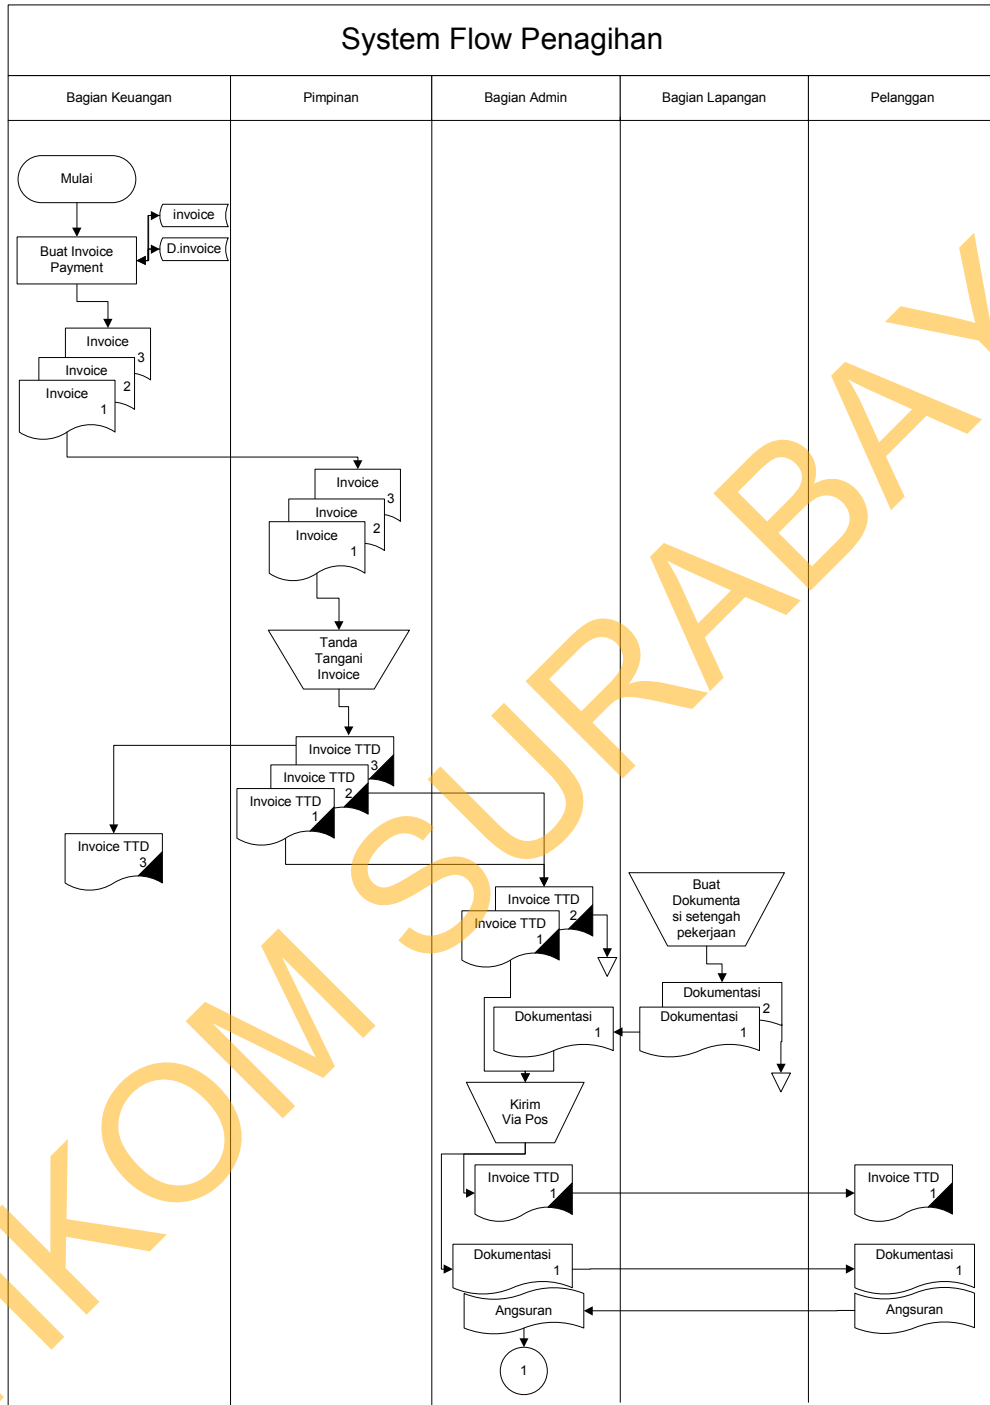 System Flow Penagihan
Bagian Keuangan
Pimpinan
Bagian Admin
Bagian Lapangan
Pelanggan
Mulai
invoice
D.invoice
Buat Invoice
Payment
Invoice
3
Invoice
2
Invoice
1
Invoice
3
Invoice
2
Invoice
1
Tanda
Tangani
Invoice
Invoice TTD
3
Invoice TTD
2
Invoice TTD
1
Invoice TTD
3
Invoice TTD
2
Invoice TTD
1
Buat
Dokumenta
si setengah
pekerjaan
Dokumentasi
2
Dokumentasi
1
Dokumentasi
1
Kirim
Via Pos
Invoice TTD
1
Invoice TTD
1
Dokumentasi
1
Dokumentasi
1
Angsuran
Angsuran
1
IKOM SURABAY